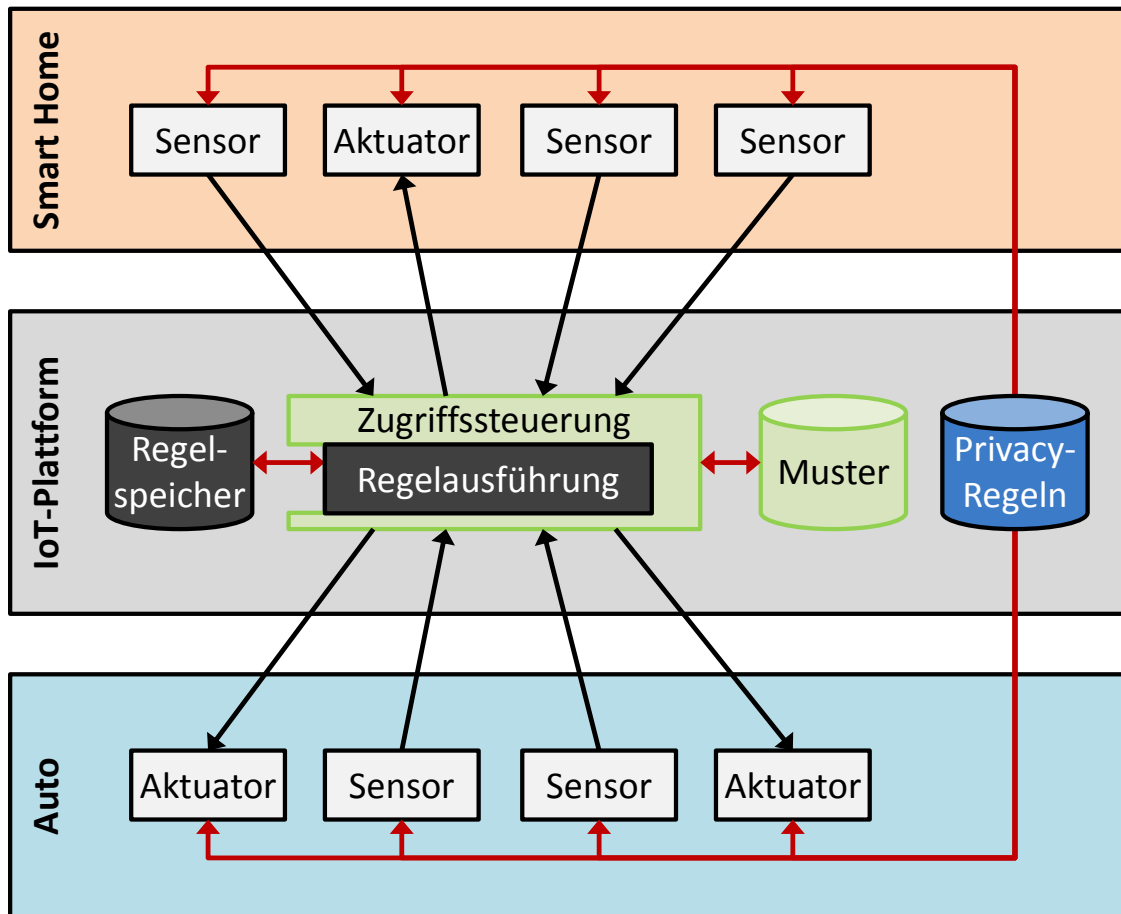 Smart Home
Sensor
Aktuator
Sensor
Sensor
IoT-Plattform
Regel-
speicher
Zugriffssteuerung
Regelausführung
Muster
Privacy-
Regeln
Auto
Aktuator
Sensor
Sensor
Aktuator